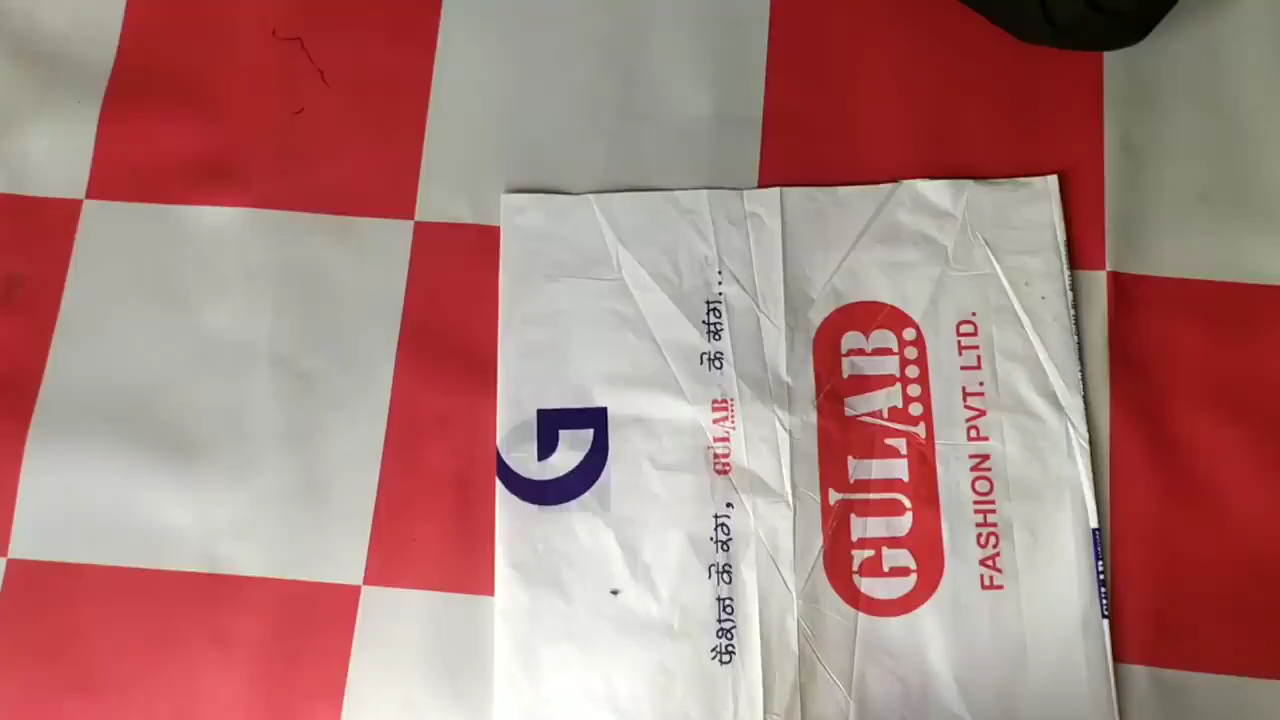 फैशन के रंग, GULAB के संग...
GULAB
FASHION PVT. LTD.